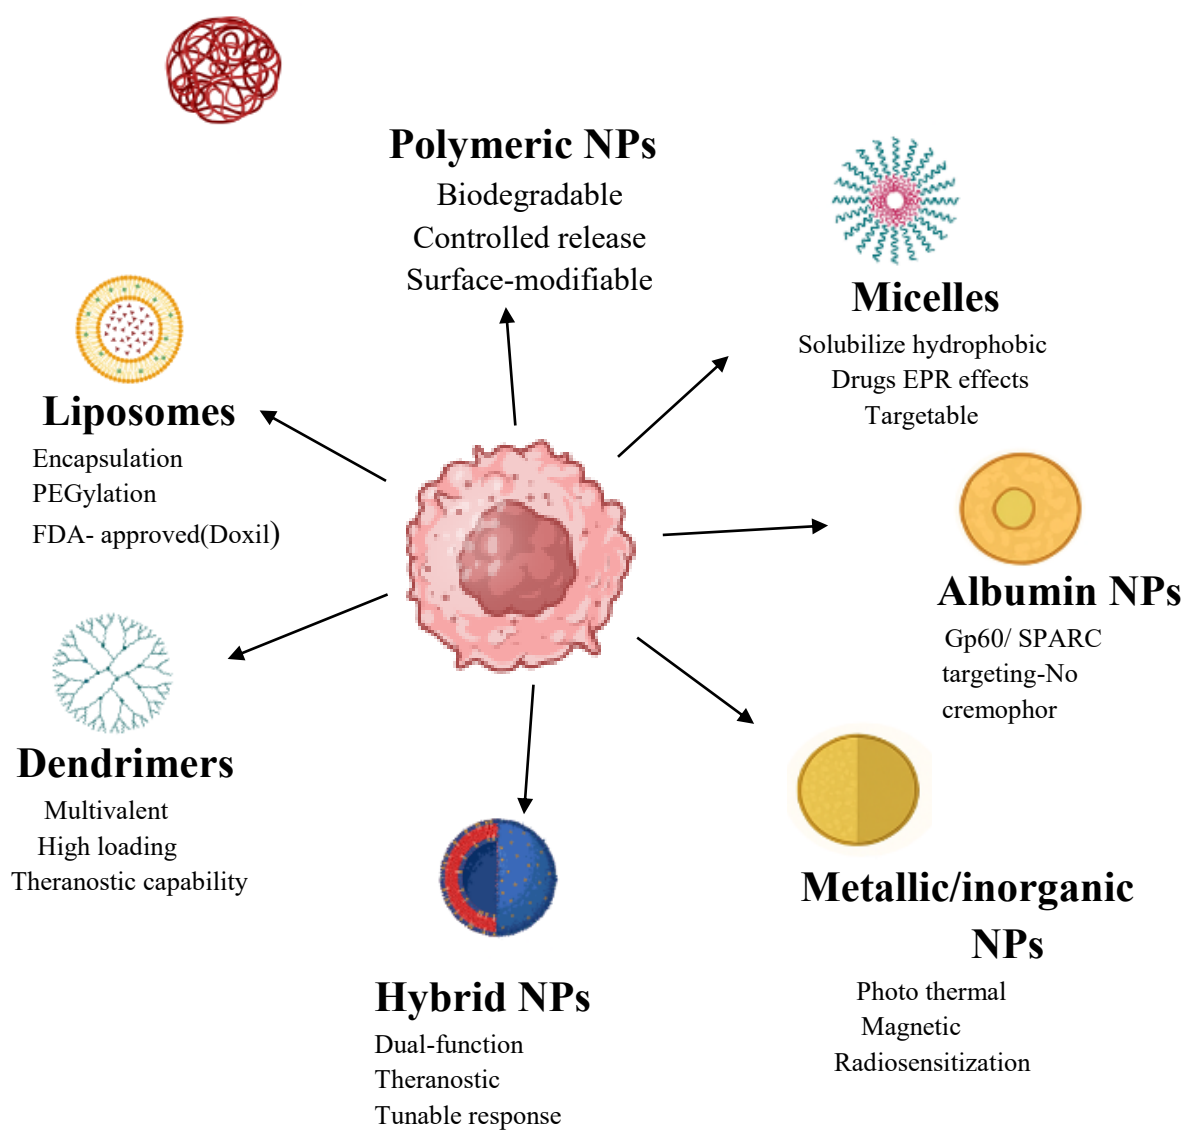 Polymeric NPs
Biodegradable
Controlled release
Surface-modifiable
Micelles
Solubilize hydrophobic
Drugs EPR effects
Targetable
Liposomes
Encapsulation
PEGylation
FDA- approved(Doxil)
Albumin NPs
Gp60/ SPARC
targeting-No
cremophor
Dendrimers
Multivalent
High loading
Theranostic capability
Metallic/inorganic
NPs
Photo thermal
Magnetic
Radiosensitization
Hybrid NPs
Dual-function
Theranostic
Tunable response